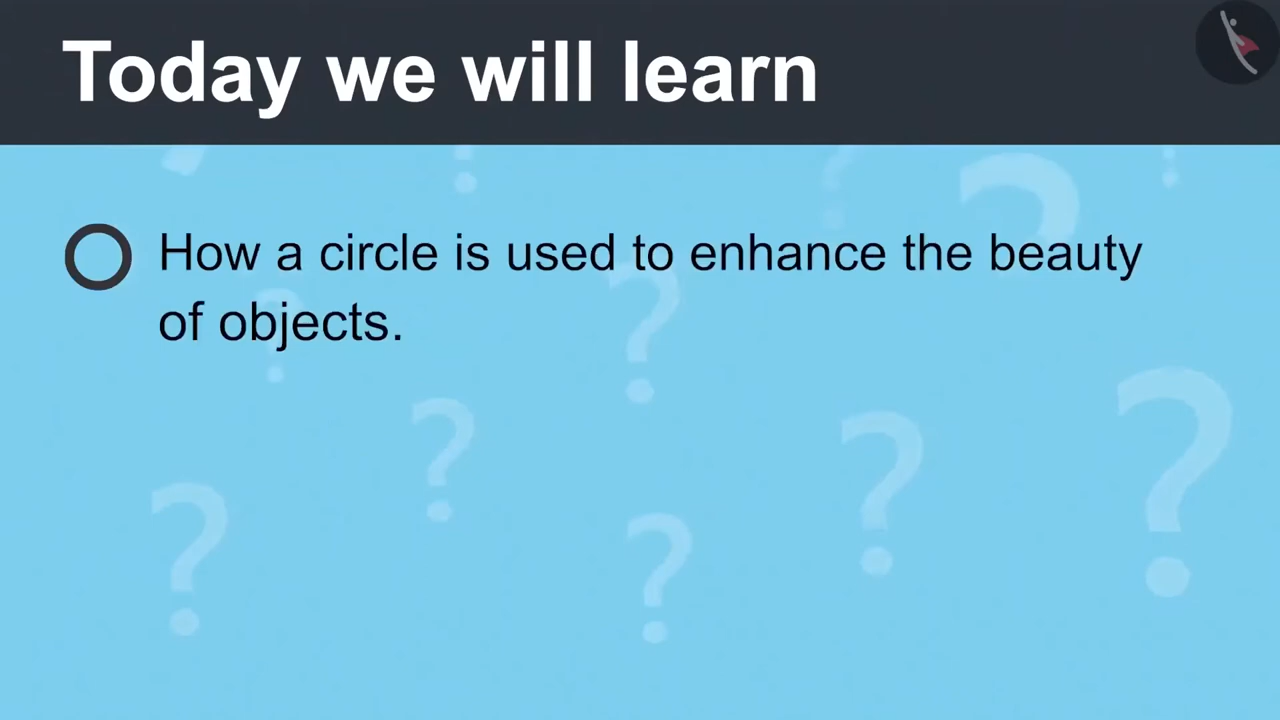 Today we will learn
How a circle is used to enhance the beauty
of objects.